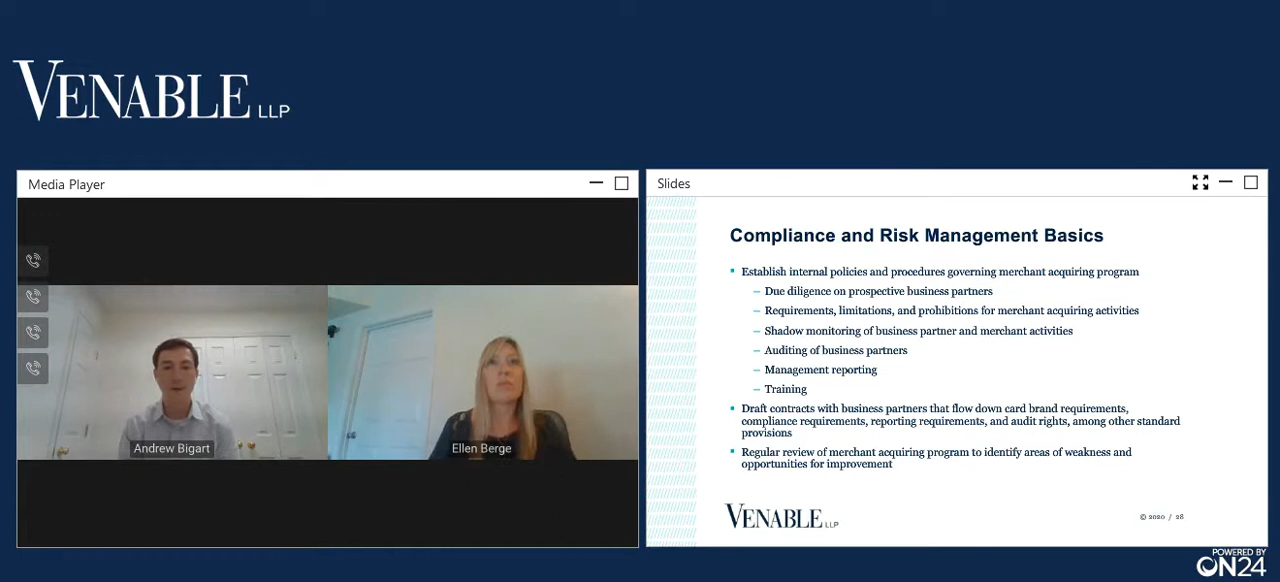 VENABLE LLP
Media Player
Slides
Andrew Bigart
Ellen Berge
Compliance and Risk Management Basics
▪ Establish internal policies and procedures governing merchant acquiring program
– Due diligence on prospective business partners
– Requirements, limitations, and prohibitions for merchant acquiring activities
– Shadow monitoring of business partner and merchant activities
– Auditing of business partners
– Management reporting
– Training
▪ Draft contracts with business partners that flow down card brand requirements,
compliance requirements, reporting requirements, and audit rights, among other standard
provisions
▪ Regular review of merchant acquiring program to identify areas of weakness and
opportunities for improvement
VENABLE LLP
© 2020 / 28
POWERED BY
ON24